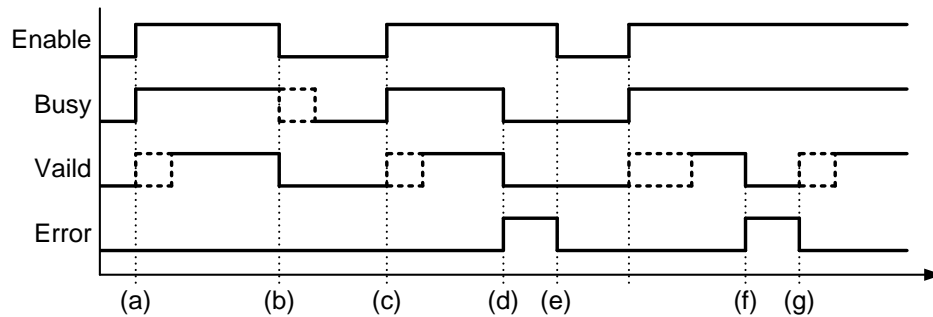 Enable
Busy
Vaild
Error
(a) (b) (c) (d) (e) (f) (g)